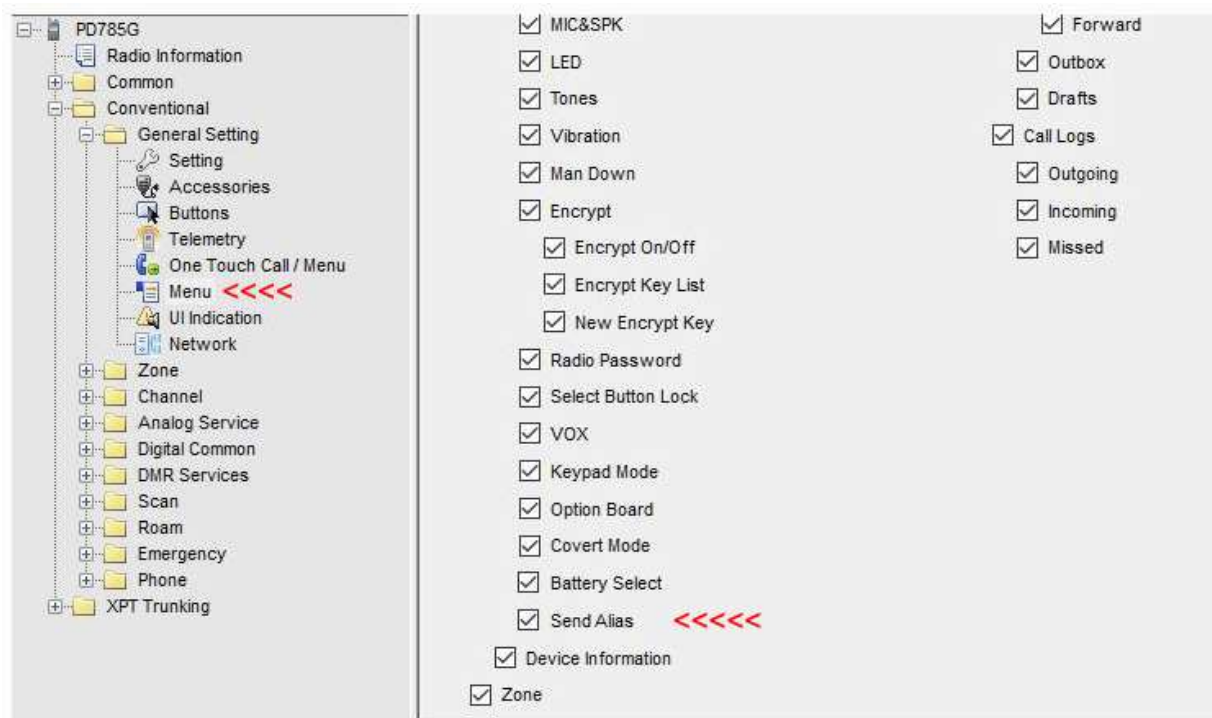 PD785G
Radio Information
Common
Conventional
General Setting
Setting
Accessories
Buttons
Telemetry
One Touch Call / Menu
Menu <<<<
UI Indication
Network
Zone
Channel
Analog Service
Digital Common
DMR Services
Scan
Roam
Emergency
Phone
XPT Trunking
MIC&SPK
LED
Tones
Vibration
Man Down
Encrypt
Encrypt On/Off
Encrypt Key List
New Encrypt Key
Radio Password
Select Button Lock
VOX
Keypad Mode
Option Board
Covert Mode
Battery Select
Send Alias <<<<<
Device Information
Zone
Forward
Outbox
Drafts
Call Logs
Outgoing
Incoming
Missed